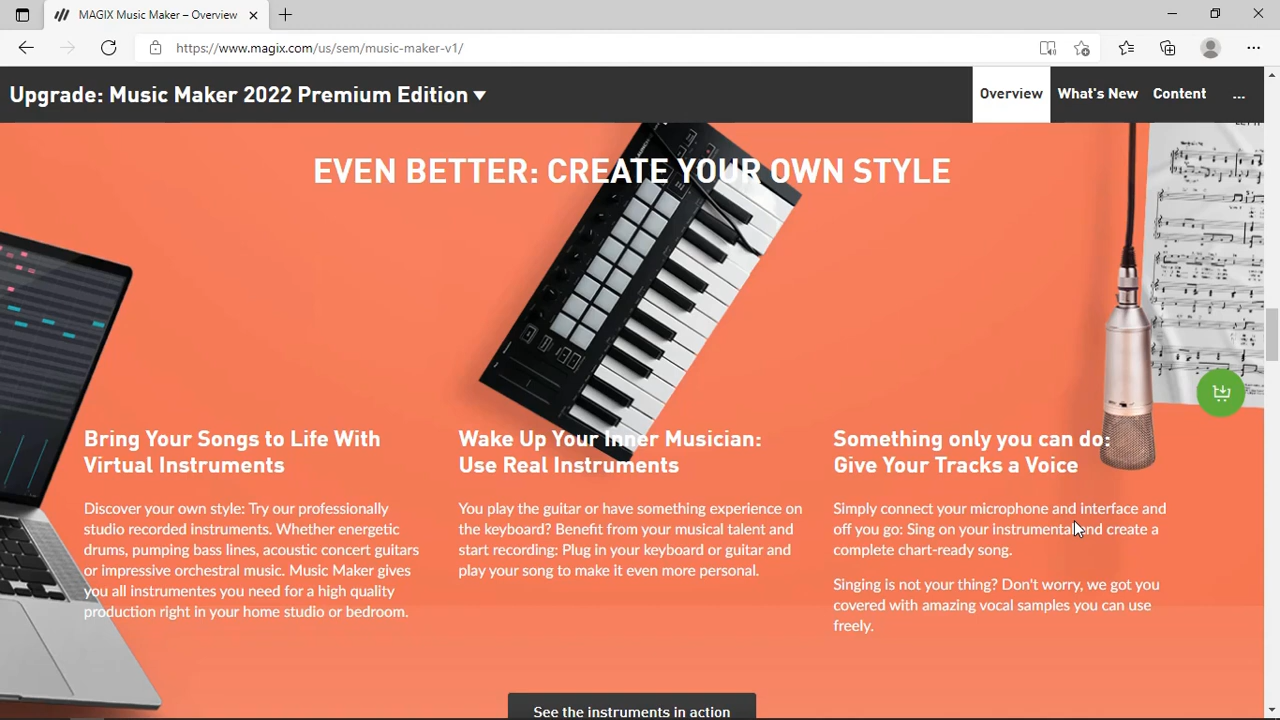 MAGIX Music Maker – Overview
https://www.magix.com/us/sem/music-maker-v1/
Upgrade: Music Maker 2022 Premium Edition
Overview
What's New
Content
...
EVEN BETTER: CREATE YOUR OWN STYLE
Bring Your Songs to Life With
Virtual Instruments
Discover your own style: Try our professionally
studio recorded instruments. Whether energetic
drums, pumping bass lines, acoustic concert guitars
or impressive orchestral music. Music Maker gives
you all instrumentes you need for a high quality
production right in your home studio or bedroom.
Wake Up Your Inner Musician:
Use Real Instruments
You play the guitar or have something experience on
the keyboard? Benefit from your musical talent and
start recording: Plug in your keyboard or guitar and
play your song to make it even more personal.
Something only you can do:
Give Your Tracks a Voice
Simply connect your microphone and interface and
off you go: Sing on your instrumental and create a
complete chart-ready song.
Singing is not your thing? Don't worry, we got you
covered with amazing vocal samples you can use
freely.
See the instruments in action